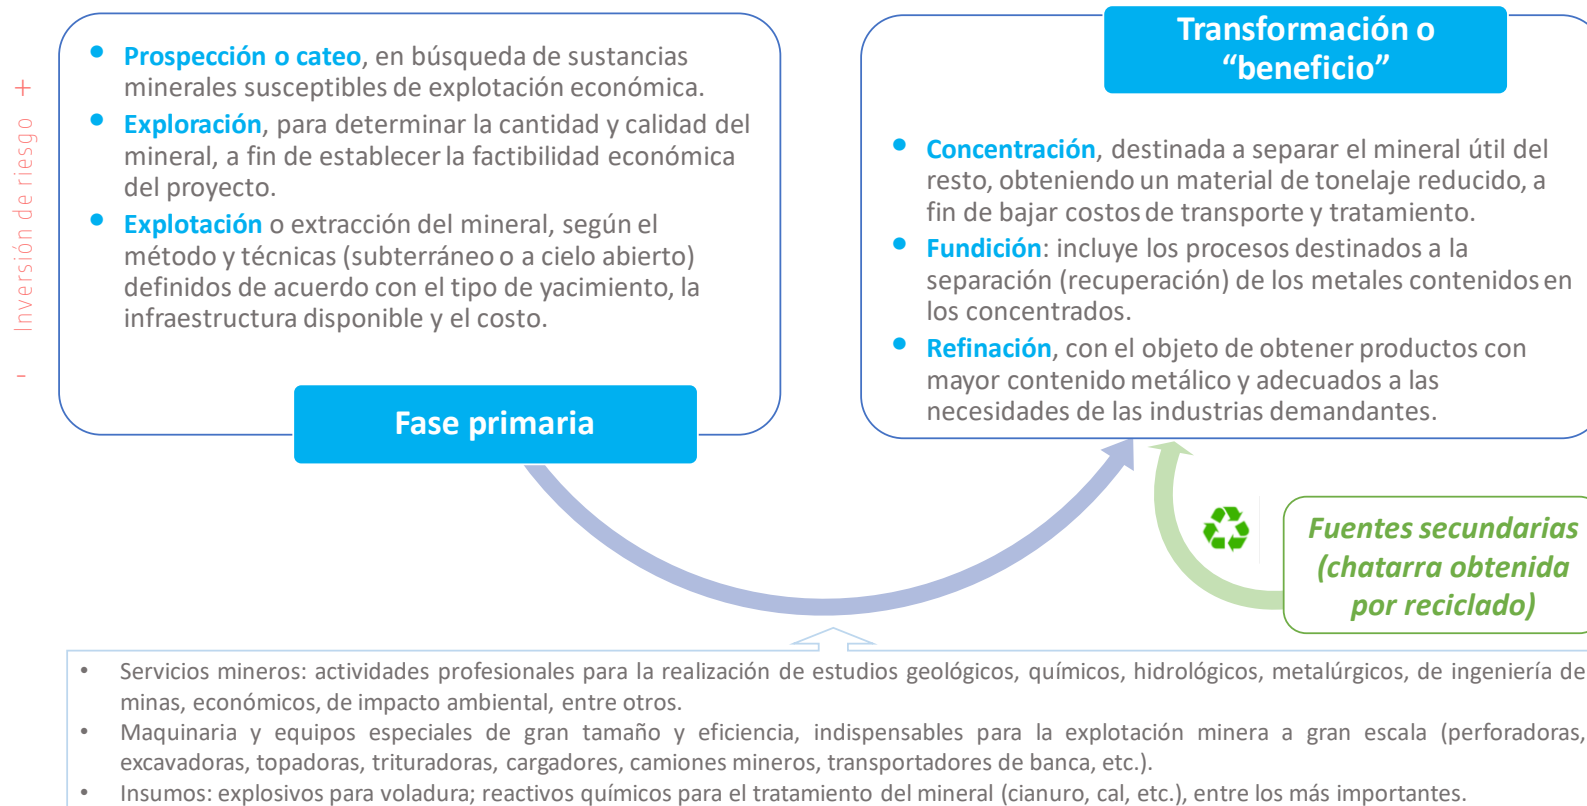 +
Inversión de riesgo
-
• Prospección o cateo, en búsqueda de sustancias
minerales susceptibles de explotación económica.
• Exploración, para determinar la cantidad y calidad del
mineral, a fin de establecer la factibilidad económica
del proyecto.
• Explotación o extracción del mineral, según el
método y técnicas (subterráneo o a cielo abierto)
definidos de acuerdo con el tipo de yacimiento, la
infraestructura disponible y el costo.
Fase primaria
Transformación o
“beneficio”
• Concentración, destinada a separar el mineral útil del
resto, obteniendo un material de tonelaje reducido, a
fin de bajar costos de transporte y tratamiento.
• Fundición: incluye los procesos destinados a la
separación (recuperación) de los metales contenidos en
los concentrados.
• Refinación, con el objeto de obtener productos con
mayor contenido metálico y adecuados a las
necesidades de las industrias demandantes.
Fuentes secundarias
(chatarra obtenida
por reciclado)
• Servicios mineros: actividades profesionales para la realización de estudios geológicos, químicos, hidrológicos, metalúrgicos, de ingeniería de
minas, económicos, de impacto ambiental, entre otros.
• Maquinaria y equipos especiales de gran tamaño y eficiencia, indispensables para la explotación minera a gran escala (perforadoras,
excavadoras, topadoras, trituradoras, cargadores, camiones mineros, transportadores de banca, etc.).
• Insumos: explosivos para voladura; reactivos químicos para el tratamiento del mineral (cianuro, cal, etc.), entre los más importantes.